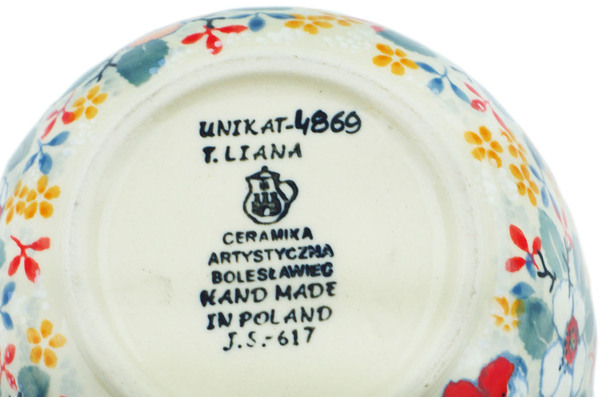 UNIKAT-4869
T. LIANA
CERAMIKA
ARTYSTYCZNA
BOLESŁAWIEC
HAND MADE
IN POLAND
J.S.-617